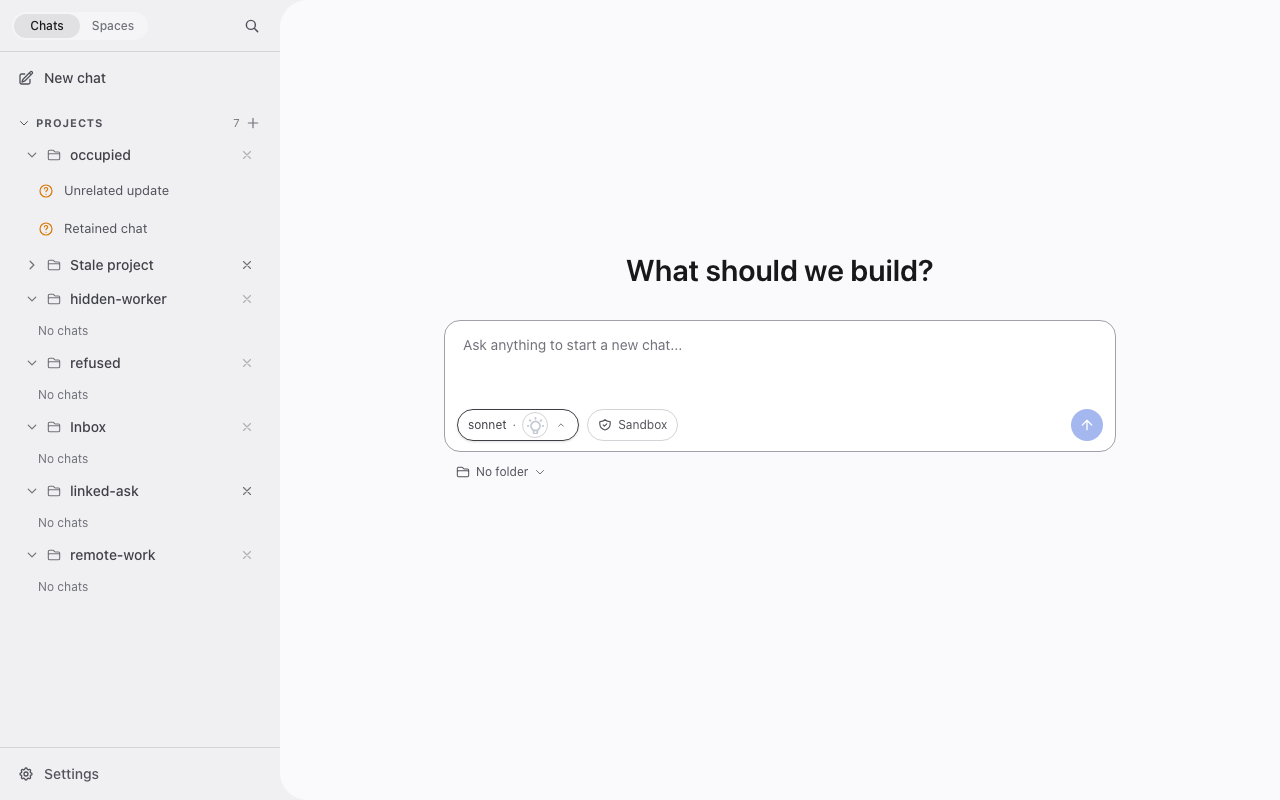 Chats Spaces
New chat
PROJECTS 7
occupied
Unrelated update
Retained chat
Stale project
hidden-worker
No chats
refused
No chats
Inbox
No chats
linked-ask
No chats
remote-work
No chats
Settings
What should we build?
Ask anything to start a new chat...
sonnet · Sandbox
No folder